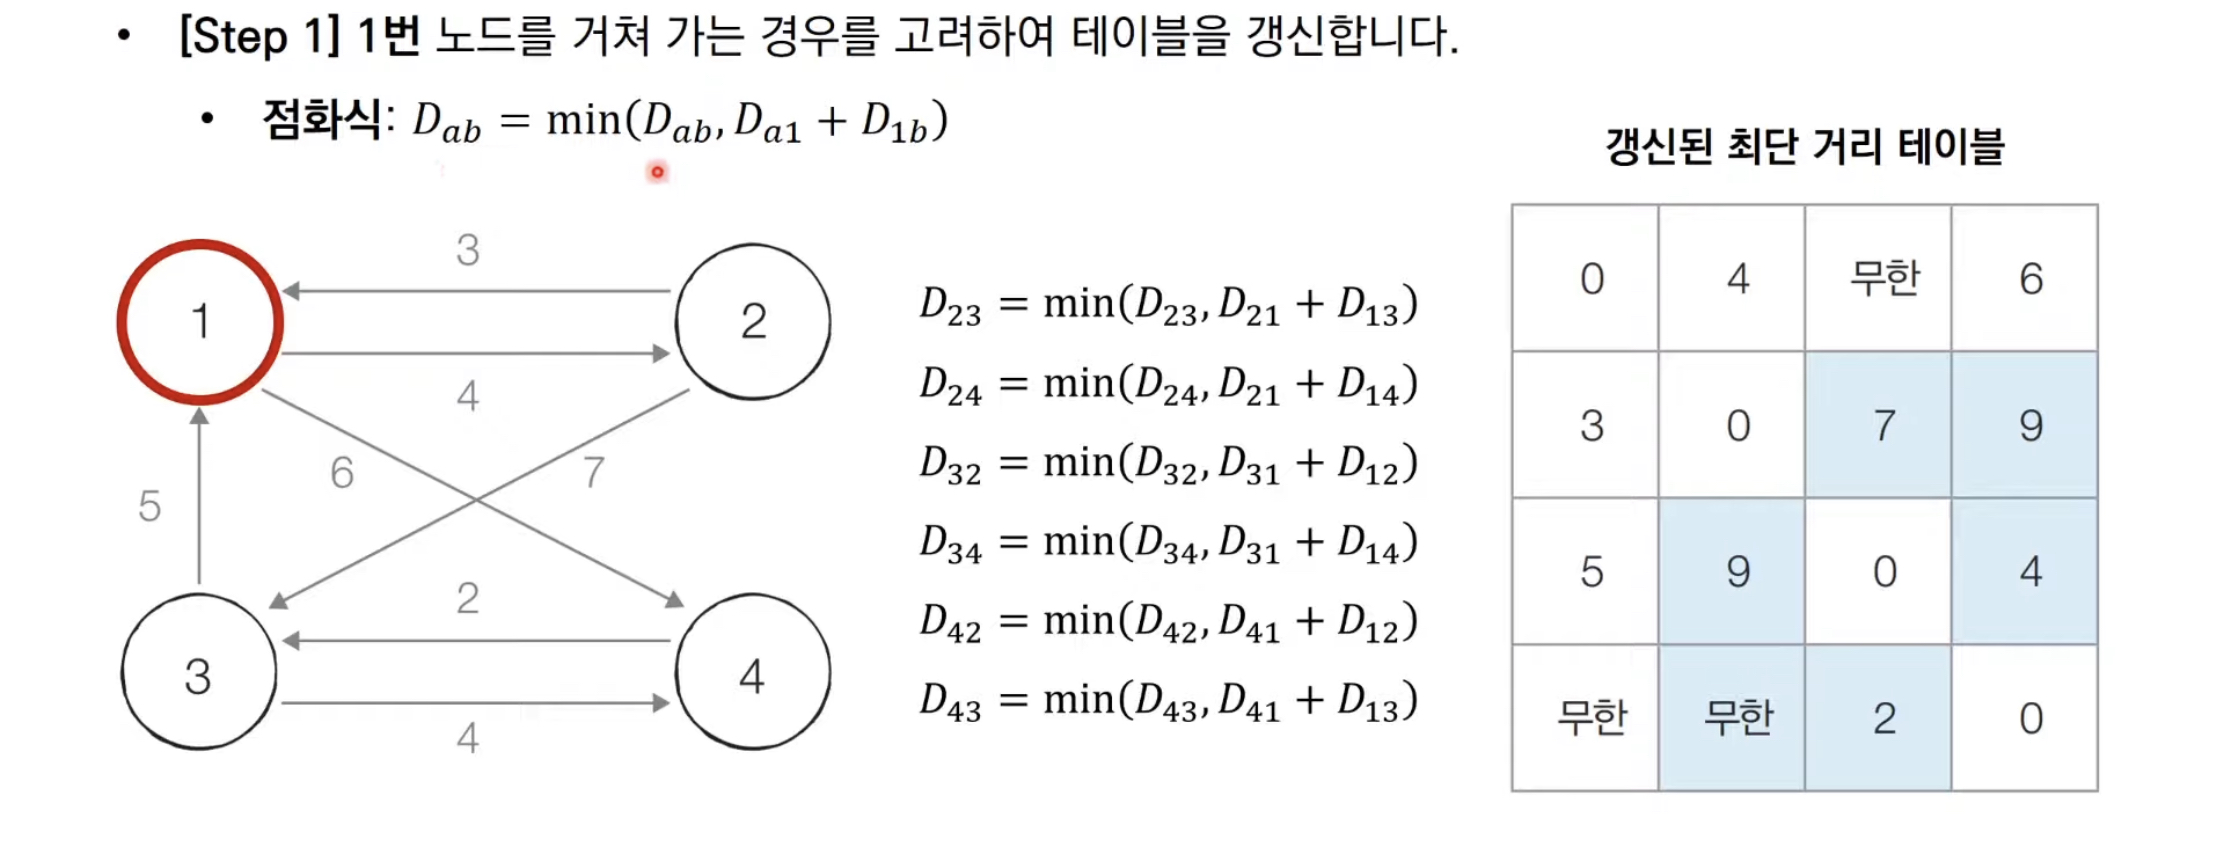 • [Step 1] 1번 노드를 거쳐 가는 경우를 고려하여 테이블을 갱신합니다.
• 점화식: D_{ab} = min(D_{ab}, D_{a1} + D_{1b})
3
1
2
4
6
7
5
2
3
4
4
D_{23} = min(D_{23}, D_{21} + D_{13})
D_{24} = min(D_{24}, D_{21} + D_{14})
D_{32} = min(D_{32}, D_{31} + D_{12})
D_{34} = min(D_{34}, D_{31} + D_{14})
D_{42} = min(D_{42}, D_{41} + D_{12})
D_{43} = min(D_{43}, D_{41} + D_{13})
갱신된 최단 거리 테이블
0 4 무한 6
3 0 7 9
5 9 0 4
무한 무한 2 0